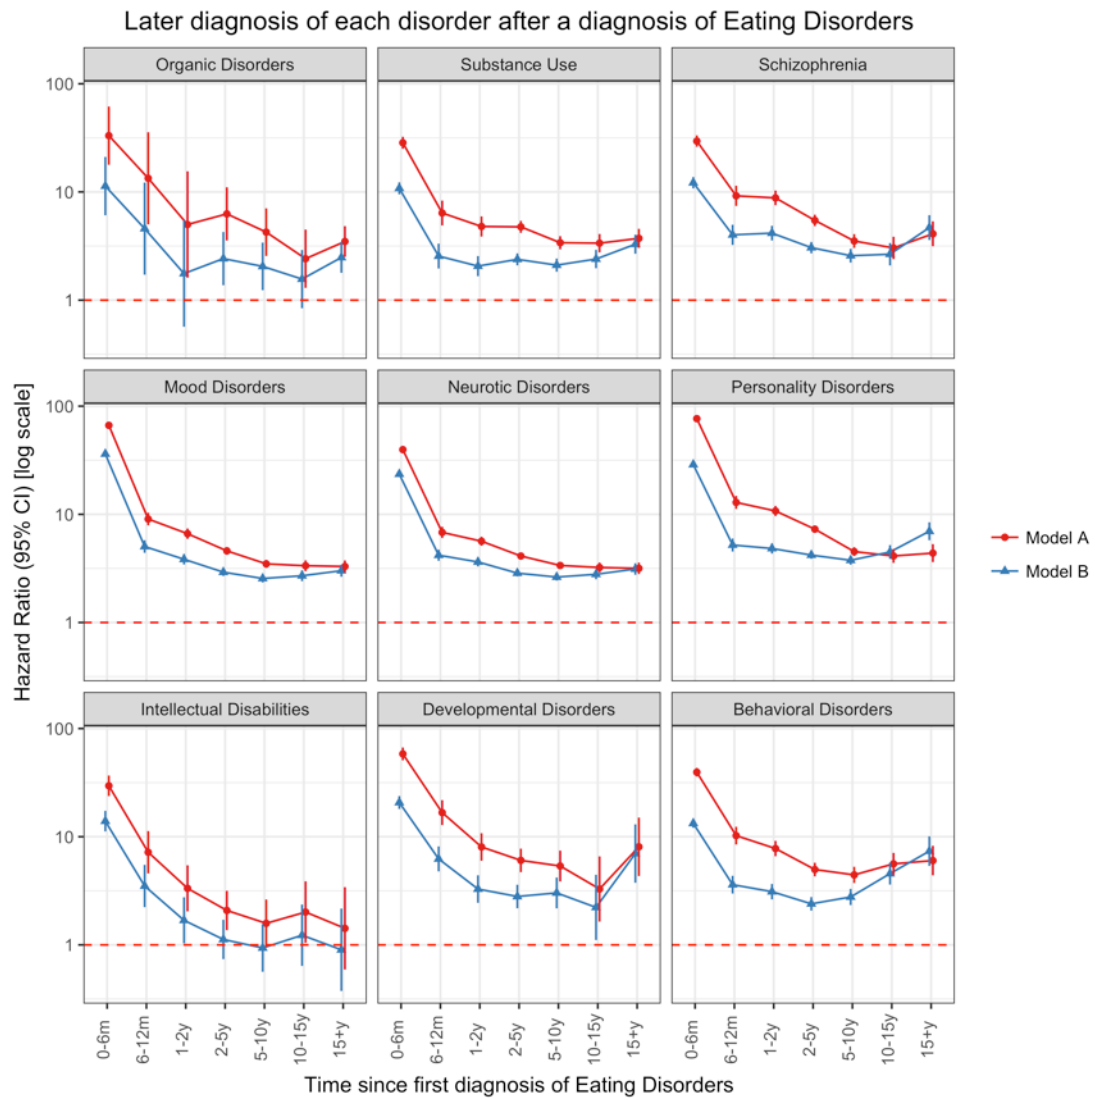 Later diagnosis of each disorder after a diagnosis of Eating Disorders
Organic Disorders
Substance Use
Schizophrenia
100
10
1
Mood Disorders
Neurotic Disorders
Personality Disorders
100
10
1
Intellectual Disabilities
Developmental Disorders
Behavioral Disorders
100
10
1
Hazard Ratio (95% CI) [log scale]
Model A
Model B
0-6m
6-12m
1-2y
2-5y
5-10y
10-15y
15+y
0-6m
6-12m
1-2y
2-5y
5-10y
10-15y
15+y
0-6m
6-12m
1-2y
2-5y
5-10y
10-15y
15+y
Time since first diagnosis of Eating Disorders